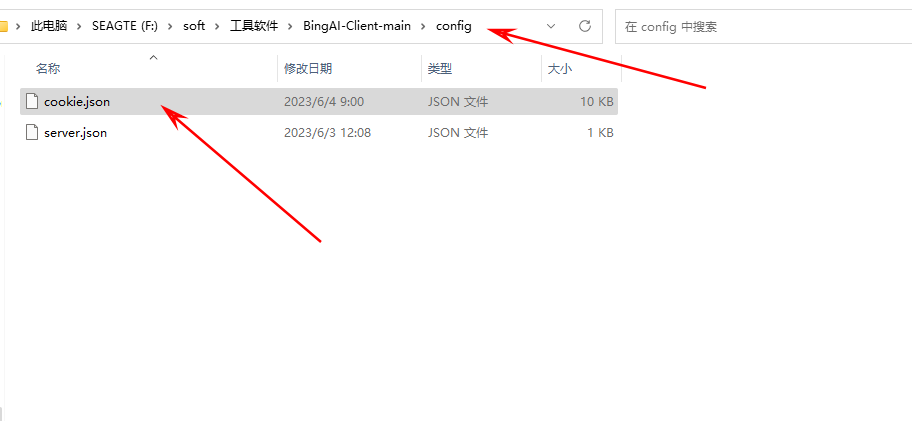 此电脑 › SEAGTE (F:) › soft › 工具软件 › BingAI-Client-main › config 在 config 中搜索
名称 修改日期 类型 大小
cookie.json 2023/6/4 9:00 JSON 文件 10 KB
server.json 2023/6/3 12:08 JSON 文件 1 KB